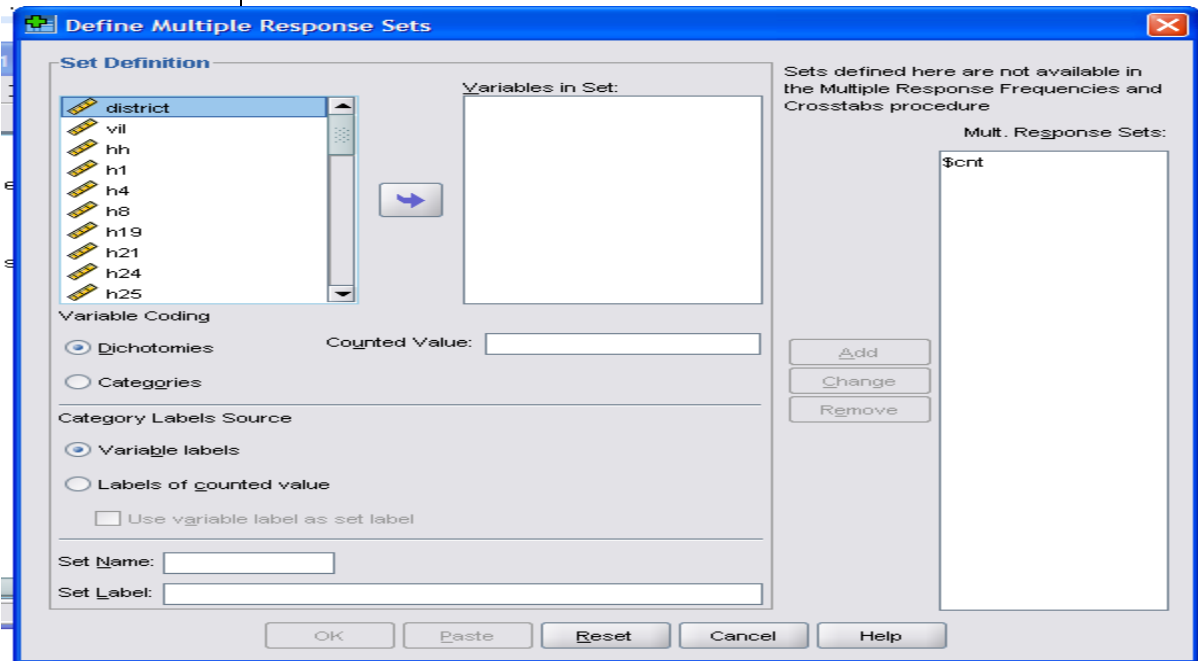 Define Multiple Response Sets
Set Definition
district
vil
hh
h1
h4
h8
h19
h21
h24
h25
Variables in Set:
Variable Coding
Dichotomies
Counted Value:
Categories
Category Labels Source
Variable labels
Labels of counted value
Use variable label as set label
Set Name:
Set Label:
Sets defined here are not available in
the Multiple Response Frequencies and
Crosstabs procedure
Mult. Response Sets:
$cnt
Add
Change
Remove
OK
Paste
Reset
Cancel
Help